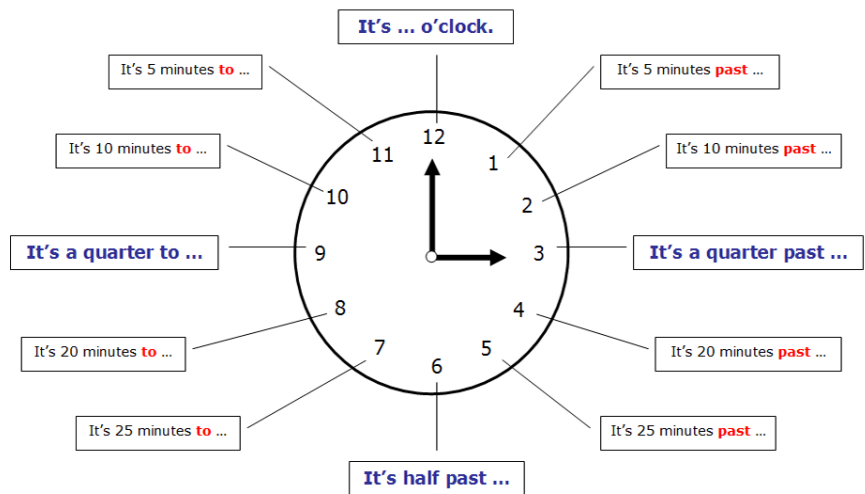 It's ... o'clock.
It's 5 minutes to ...
It's 5 minutes past ...
12
11
1
It's 10 minutes to ...
It's 10 minutes past ...
10
2
It's a quarter to ...
9
3
It's a quarter past ...
8
4
It's 20 minutes to ...
It's 20 minutes past ...
7
5
6
It's 25 minutes to ...
It's 25 minutes past ...
It's half past ...